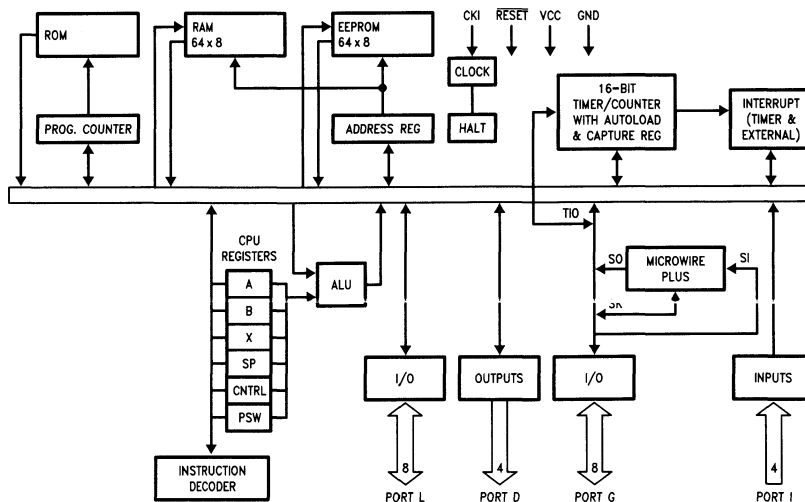 CKI RESET VCC GND
ROM
RAM
64 x 8
EEPROM
64 x 8
CLOCK
HALT
16-BIT
TIMER/COUNTER
WITH AUTOLOAD
& CAPTURE REG
INTERRUPT
(TIMER &
EXTERNAL)
PROG. COUNTER
ADDRESS REG
TIO
CPU
REGISTERS
A
B
X
SP
CNTRL
PSW
ALU
SO
MICROWIRE
PLUS
SI
SK
I/O
OUTPUTS
I/O
INPUTS
INSTRUCTION
DECODER
8
4
8
4
PORT L
PORT D
PORT G
PORT I